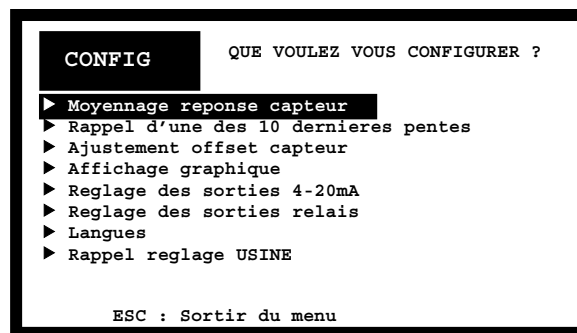 CONFIG
QUE VOULEZ VOUS CONFIGURER ?
Moyennage reponse capteur
Rappel d'une des 10 dernieres pentes
Ajustement offset capteur
Affichage graphique
Reglage des sorties 4-20mA
Reglage des sorties relais
Langues
Rappel reglage USINE
ESC : Sortir du menu